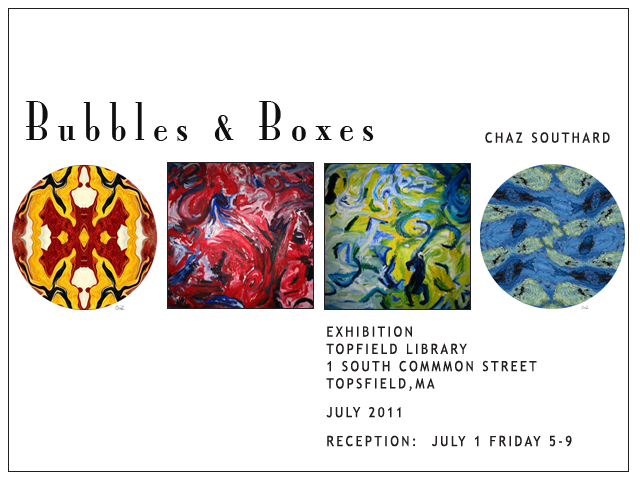 Bubbles & Boxes
CHAZ SOUTHARD
EXHIBITION
TOPFIELD LIBRARY
1 SOUTH COMMMON STREET
TOPSFIELD,MA
JULY 2011
RECEPTION: JULY 1 FRIDAY 5-9